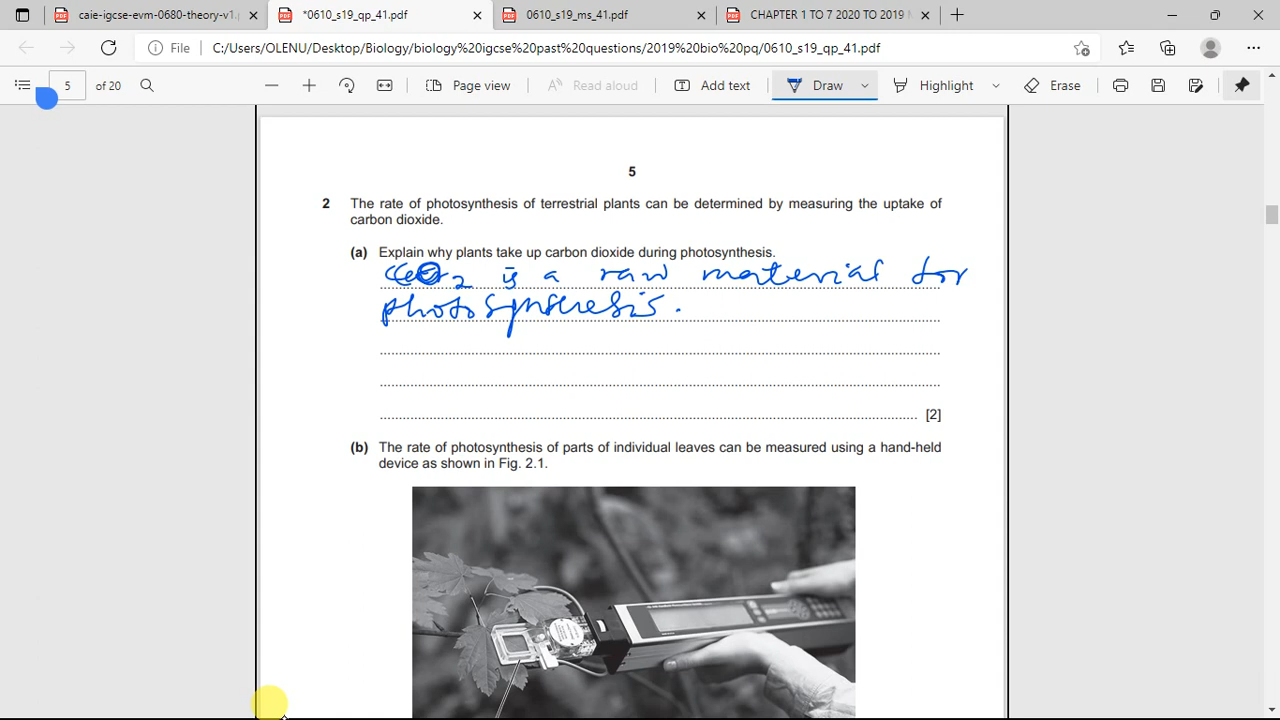 caie-igcse-evm-0680-theory-v1.p
*0610_s19_qp_41.pdf
0610_s19_ms_41.pdf
CHAPTER 1 TO 7 2020 TO 2019 M
File
C:/Users/OLENU/Desktop/Biology/biology%20igcse%20past%20questions/2019%20bio%20pq/0610_s19_qp_41.pdf
5 of 20
Page view
Read aloud
Add text
Draw
Highlight
Erase
5
2 The rate of photosynthesis of terrestrial plants can be determined by measuring the uptake of
carbon dioxide.
(a) Explain why plants take up carbon dioxide during photosynthesis.
CO2 is a raw material for
photosynthesis.
[2]
(b) The rate of photosynthesis of parts of individual leaves can be measured using a hand-held
device as shown in Fig. 2.1.